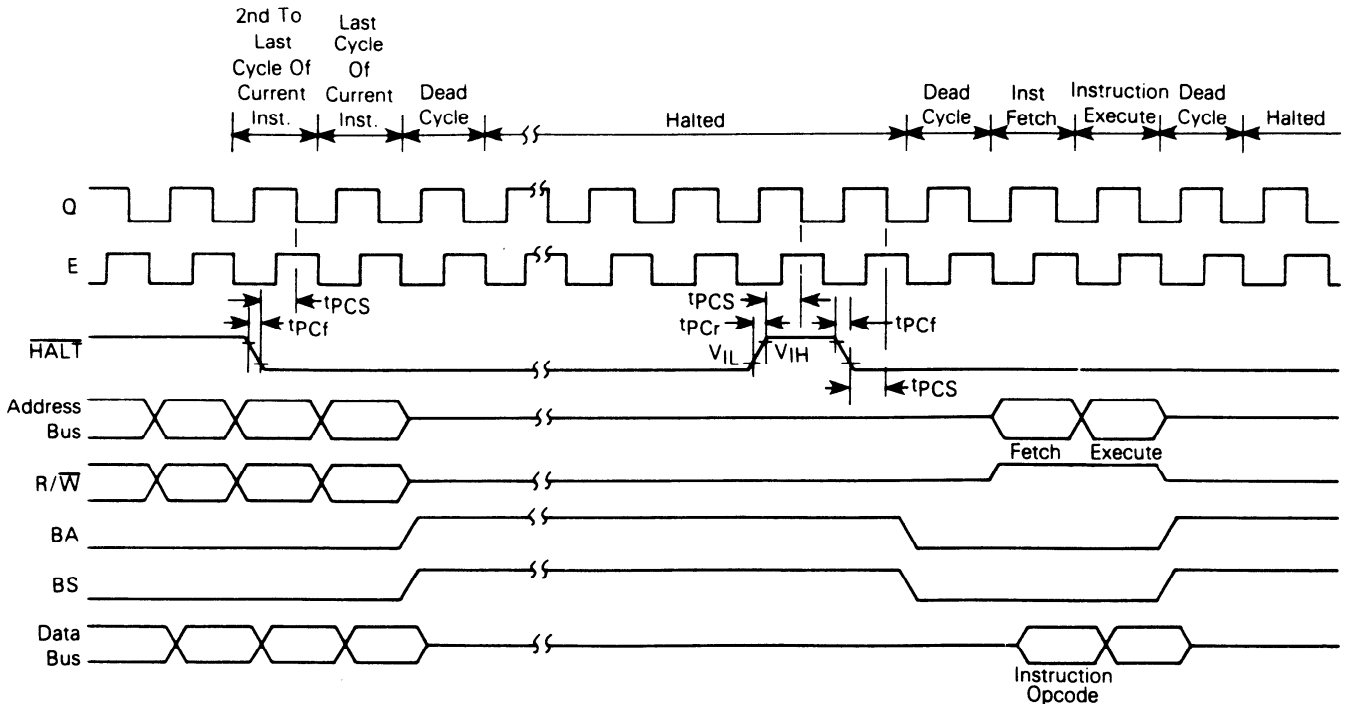 2nd To
Last
Cycle Of
Current
Inst.
Last
Cycle
Of
Current
Inst.
Dead
Cycle
Halted
Dead
Cycle
Inst
Fetch
Instruction
Execute
Dead
Cycle
Halted
Q
E
tPCS
tPCf
tPCS
tPCr
tPCf
HALT
VIL
VIH
tPCS
Address
Bus
Fetch
Execute
R/W
BA
BS
Data
Bus
Instruction
Opcode